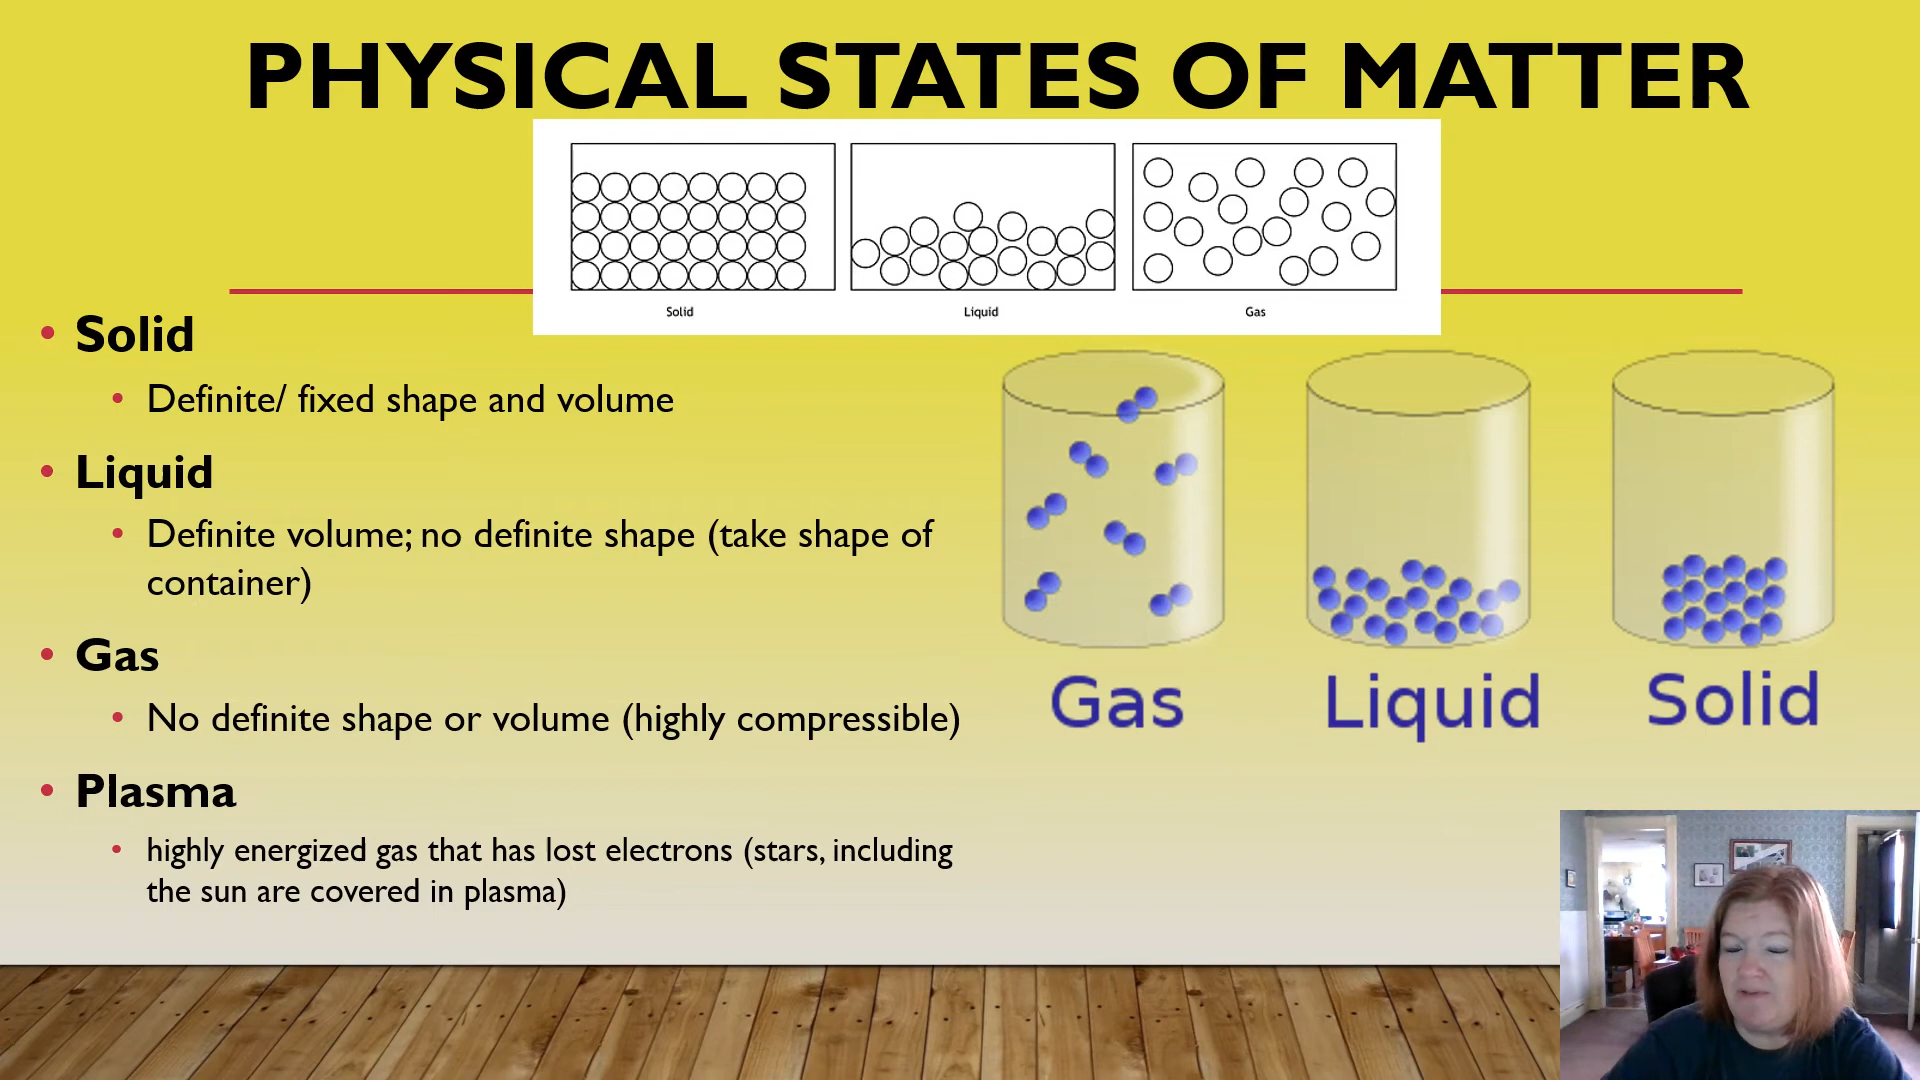 PHYSICAL STATES OF MATTER
Solid
Liquid
Gas
• Solid
• Definite/ fixed shape and volume
• Liquid
• Definite volume; no definite shape (take shape of
container)
• Gas
• No definite shape or volume (highly compressible)
• Plasma
• highly energized gas that has lost electrons (stars, including
the sun are covered in plasma)
Gas
Liquid
Solid